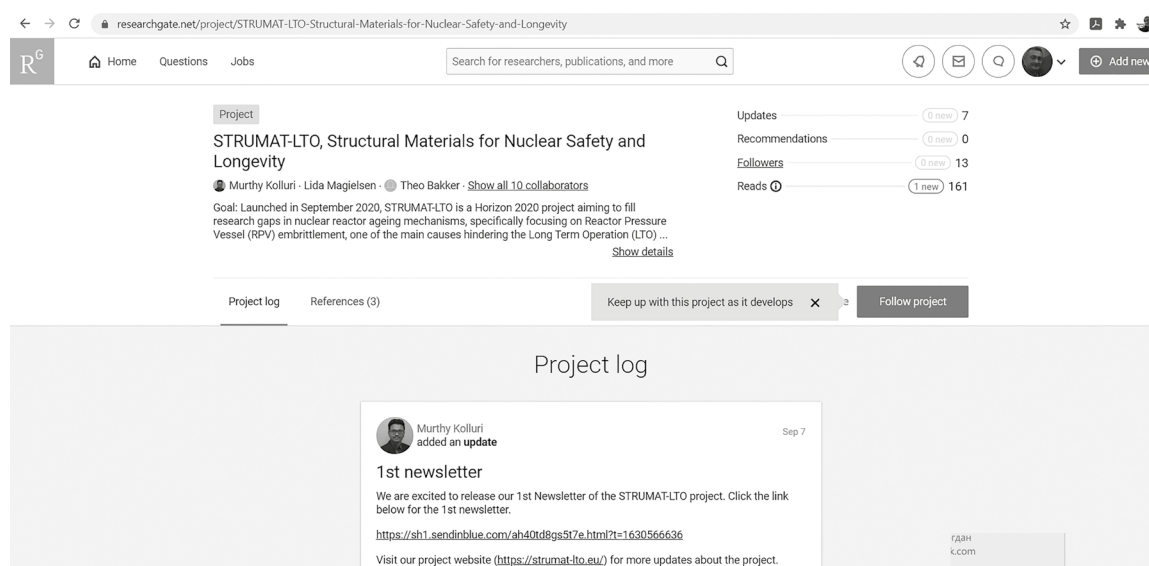 researchgate.net/project/STRUMAT-LTO-Structural-Materials-for-Nuclear-Safety-and-Longevity
RG Home Questions Jobs Search for researchers, publications, and more Add new
Project
STRUMAT-LTO, Structural Materials for Nuclear Safety and
Longevity
Murthy Kolluri · Lida Magielsen · Theo Bakker · Show all 10 collaborators
Goal: Launched in September 2020, STRUMAT-LTO is a Horizon 2020 project aiming to fill
research gaps in nuclear reactor ageing mechanisms, specifically focusing on Reactor Pressure
Vessel (RPV) embrittlement, one of the main causes hindering the Long Term Operation (LTO) ...
Show details
Updates 0 new 7
Recommendations 0 new 0
Followers 0 new 13
Reads 1 new 161
Project log References (3) Keep up with this project as it develops Follow project
Project log
Murthy Kolluri
added an update
Sep 7
1st newsletter
We are excited to release our 1st Newsletter of the STRUMAT-LTO project. Click the link
below for the 1st newsletter.
https://sh1.sendinblue.com/ah40td8gs5t7e.html?t=1630566636
Visit our project website (https://strumat-lto.eu/) for more updates about the project.
k.com